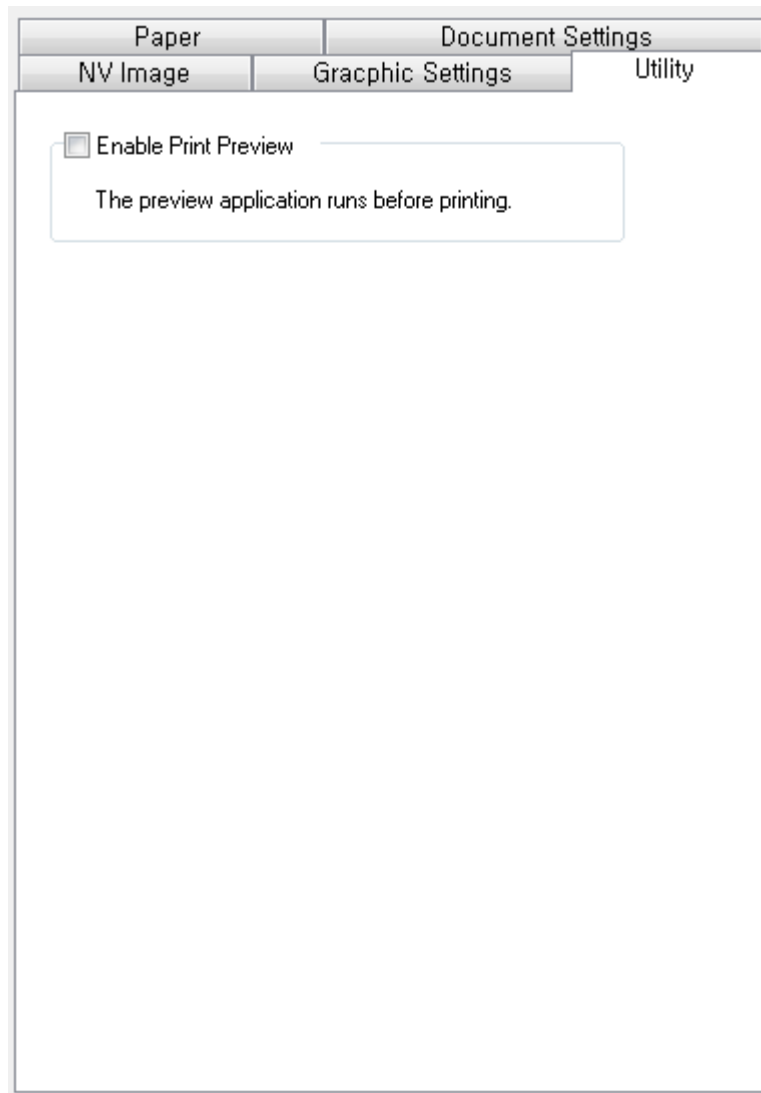 Paper
Document Settings
NV Image
Gracphic Settings
Utility
Enable Print Preview
The preview application runs before printing.